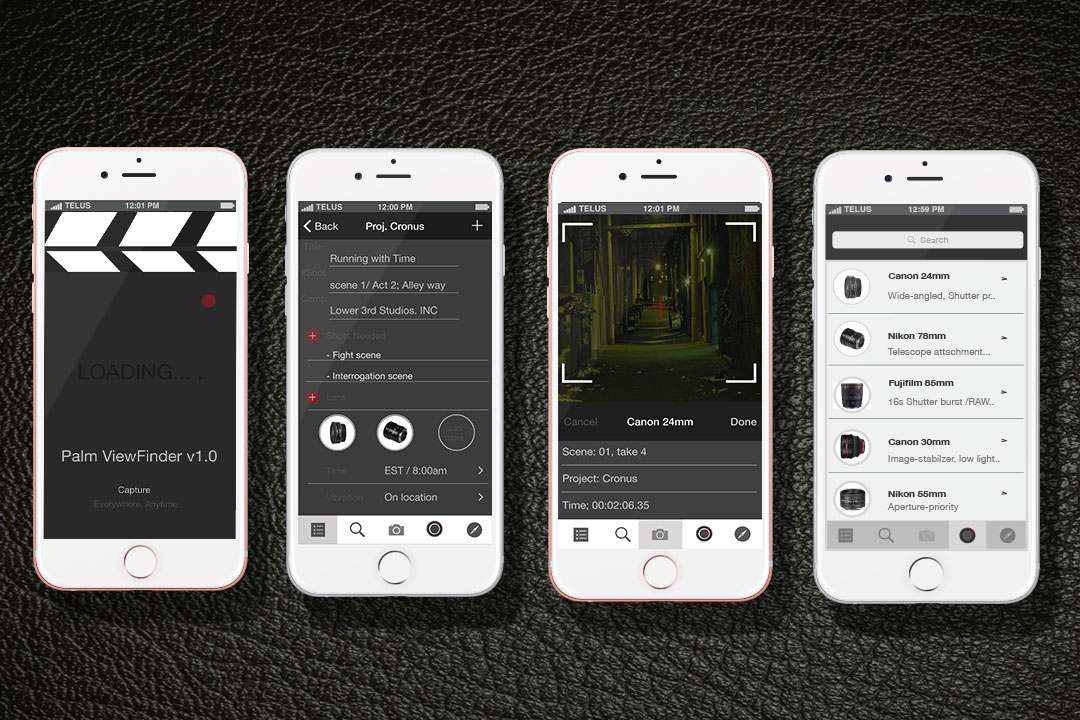 TELUS 12:01 PM
LOADING... .
Palm ViewFinder v1.0
Capture
Everywhere, Anytime.
TELUS 12:00 PM
Back Proj. Cronus +
Title
Running with Time
#Shot
scene 1/ Act 2; Alley way
Comp.
Lower 3rd Studios. INC
+ Shots Needed
- Fight scene
- Interrogation scene
+ Lens
add
more
Time EST / 8:00am >
Vibration On location >
TELUS 12:01 PM
Cancel Canon 24mm Done
Scene: 01, take 4
Project: Cronus
Time; 00:02:06.35
TELUS 12:59 PM
Search
Canon 24mm
Wide-angled, Shutter pr..
Nikon 78mm
Telescope attachment...
Fujifilm 85mm
16s Shutter burst /RAW..
Canon 30mm
Image-stabilzer, low light..
Nikon 55mm
Aperture-priority